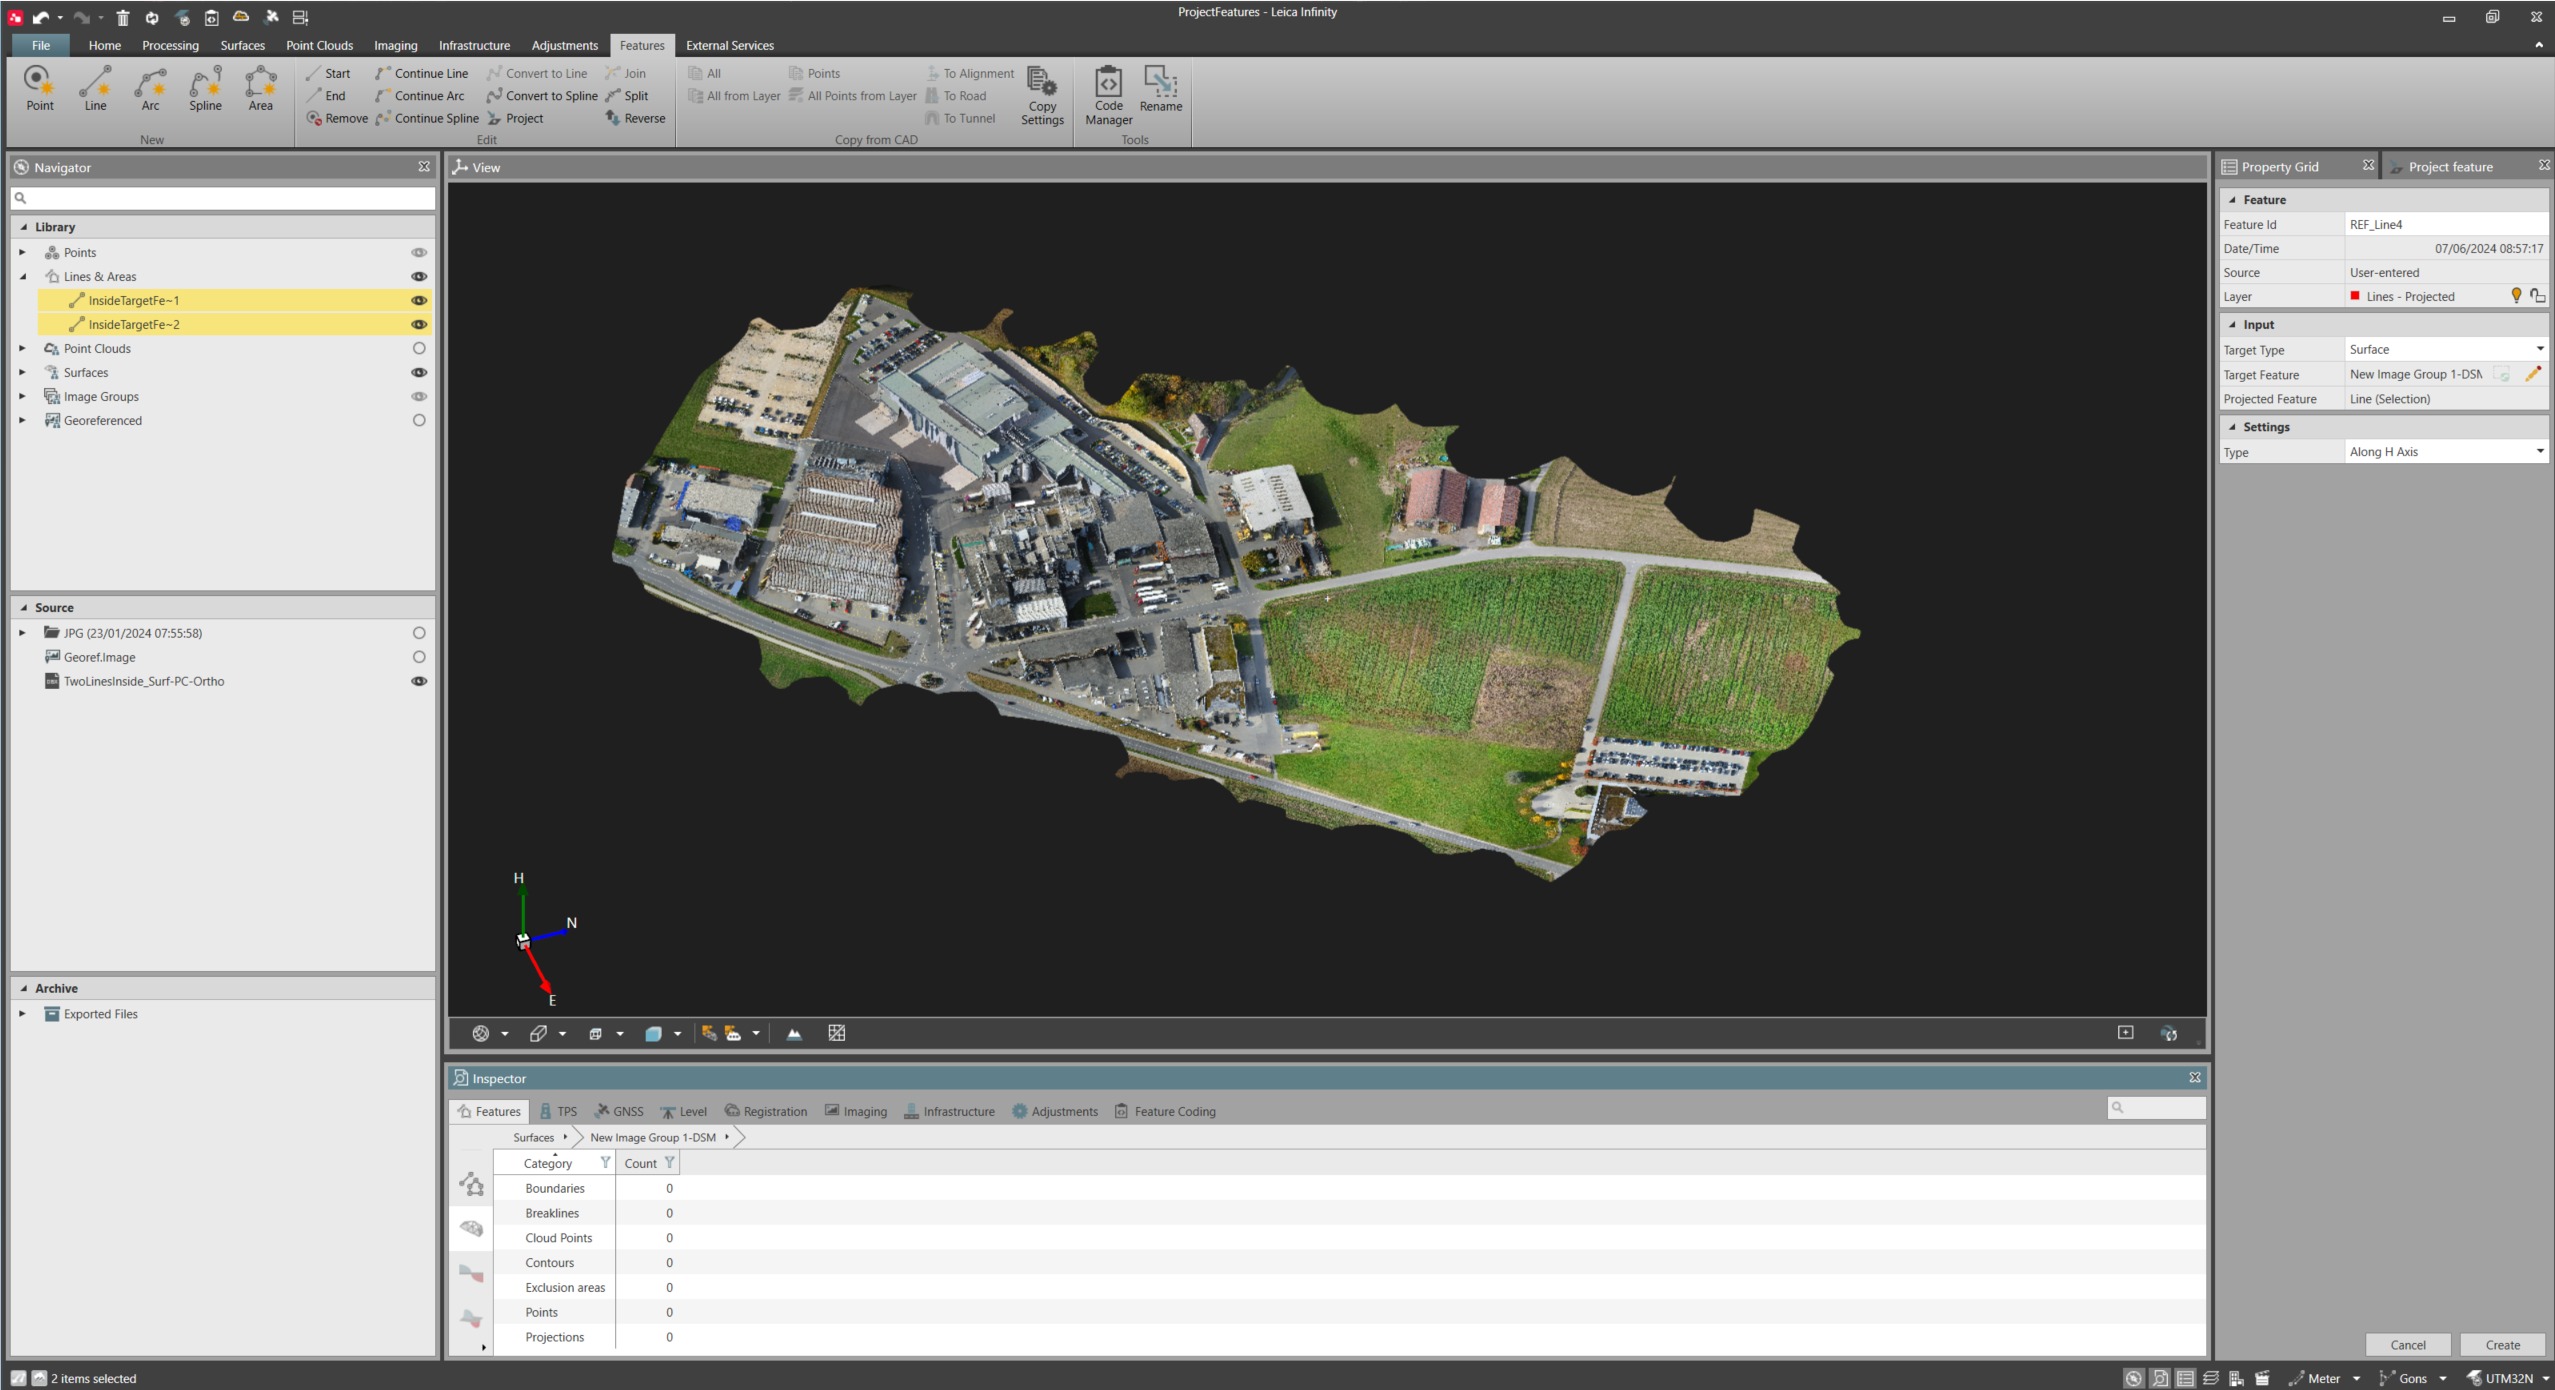 ProjectFeatures - Leica Infinity
File Home Processing Surfaces Point Clouds Imaging Infrastructure Adjustments Features External Services
Start Continue Line Convert to Line Join All Points To Alignment
End Continue Arc Convert to Spline Split All from Layer All Points from Layer To Road
Point Line Arc Spline Area Copy Settings Code Manager Rename
Remove Continue Spline Project Reverse To Tunnel
New Edit Copy from CAD Tools
Navigator
Library
Points
Lines & Areas
InsideTargetFe~1
InsideTargetFe~2
Point Clouds
Surfaces
Image Groups
Georeferenced
Source
JPG (23/01/2024 07:55:58)
Georef.Image
TwoLinesInside_Surf-PC-Ortho
Archive
Exported Files
View
H
N
E
Inspector
Features TPS GNSS Level Registration Imaging Infrastructure Adjustments Feature Coding
Surfaces New Image Group 1-DSM
Category Count
Boundaries 0
Breaklines 0
Cloud Points 0
Contours 0
Exclusion areas 0
Points 0
Projections 0
Property Grid Project feature
Feature
Feature Id REF_Line4
Date/Time 07/06/2024 08:57:17
Source User-entered
Layer Lines - Projected
Input
Target Type Surface
Target Feature New Image Group 1-DSM
Projected Feature Line (Selection)
Settings
Type Along H Axis
Cancel Create
2 items selected
Meter Gons UTM32N